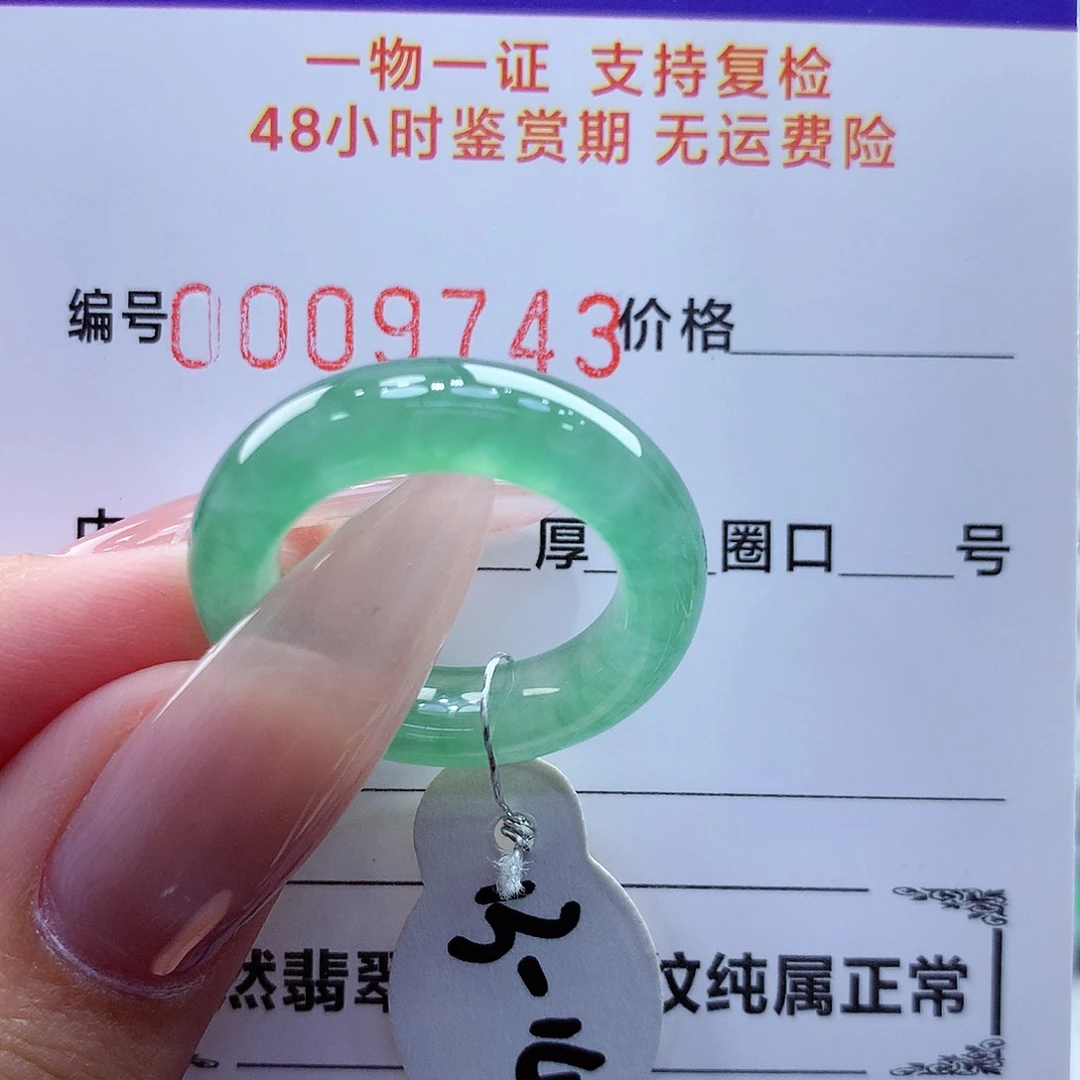 一物一证 支持复检
48小时鉴赏期 无运费险
编号0009743价格
厚 圈口 号
然翡翠 纹纯属正常